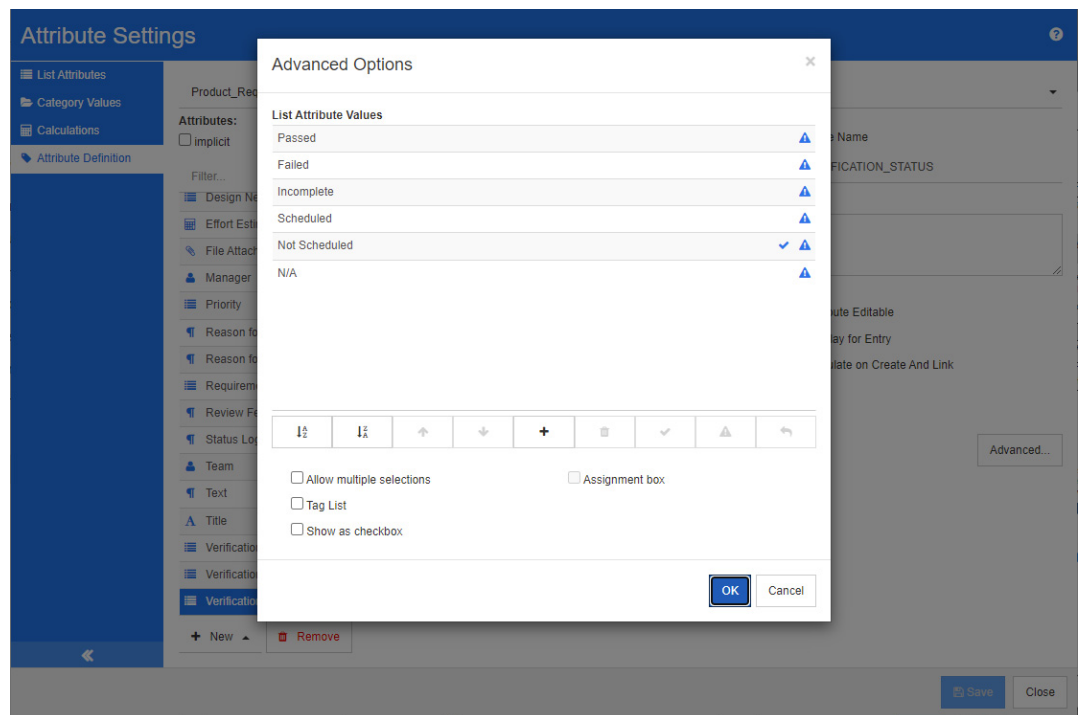 Attribute Settings
List Attributes
Category Values
Calculations
Attribute Definition
Product_Req
Attributes:
implicit
Filter...
Design Ne
Effort Esti
File Attach
Manager
Priority
Reason fo
Reason fo
Requirem
Review Fe
Status Log
Team
Text
Title
Verification
Verification
Verification
New
Remove
Advanced Options
List Attribute Values
Passed
Failed
Incomplete
Scheduled
Not Scheduled
N/A
Allow multiple selections
Assignment box
Tag List
Show as checkbox
OK
Cancel
Name
FICATION_STATUS
ute Editable
lay for Entry
ulate on Create And Link
Advanced...
Save
Close